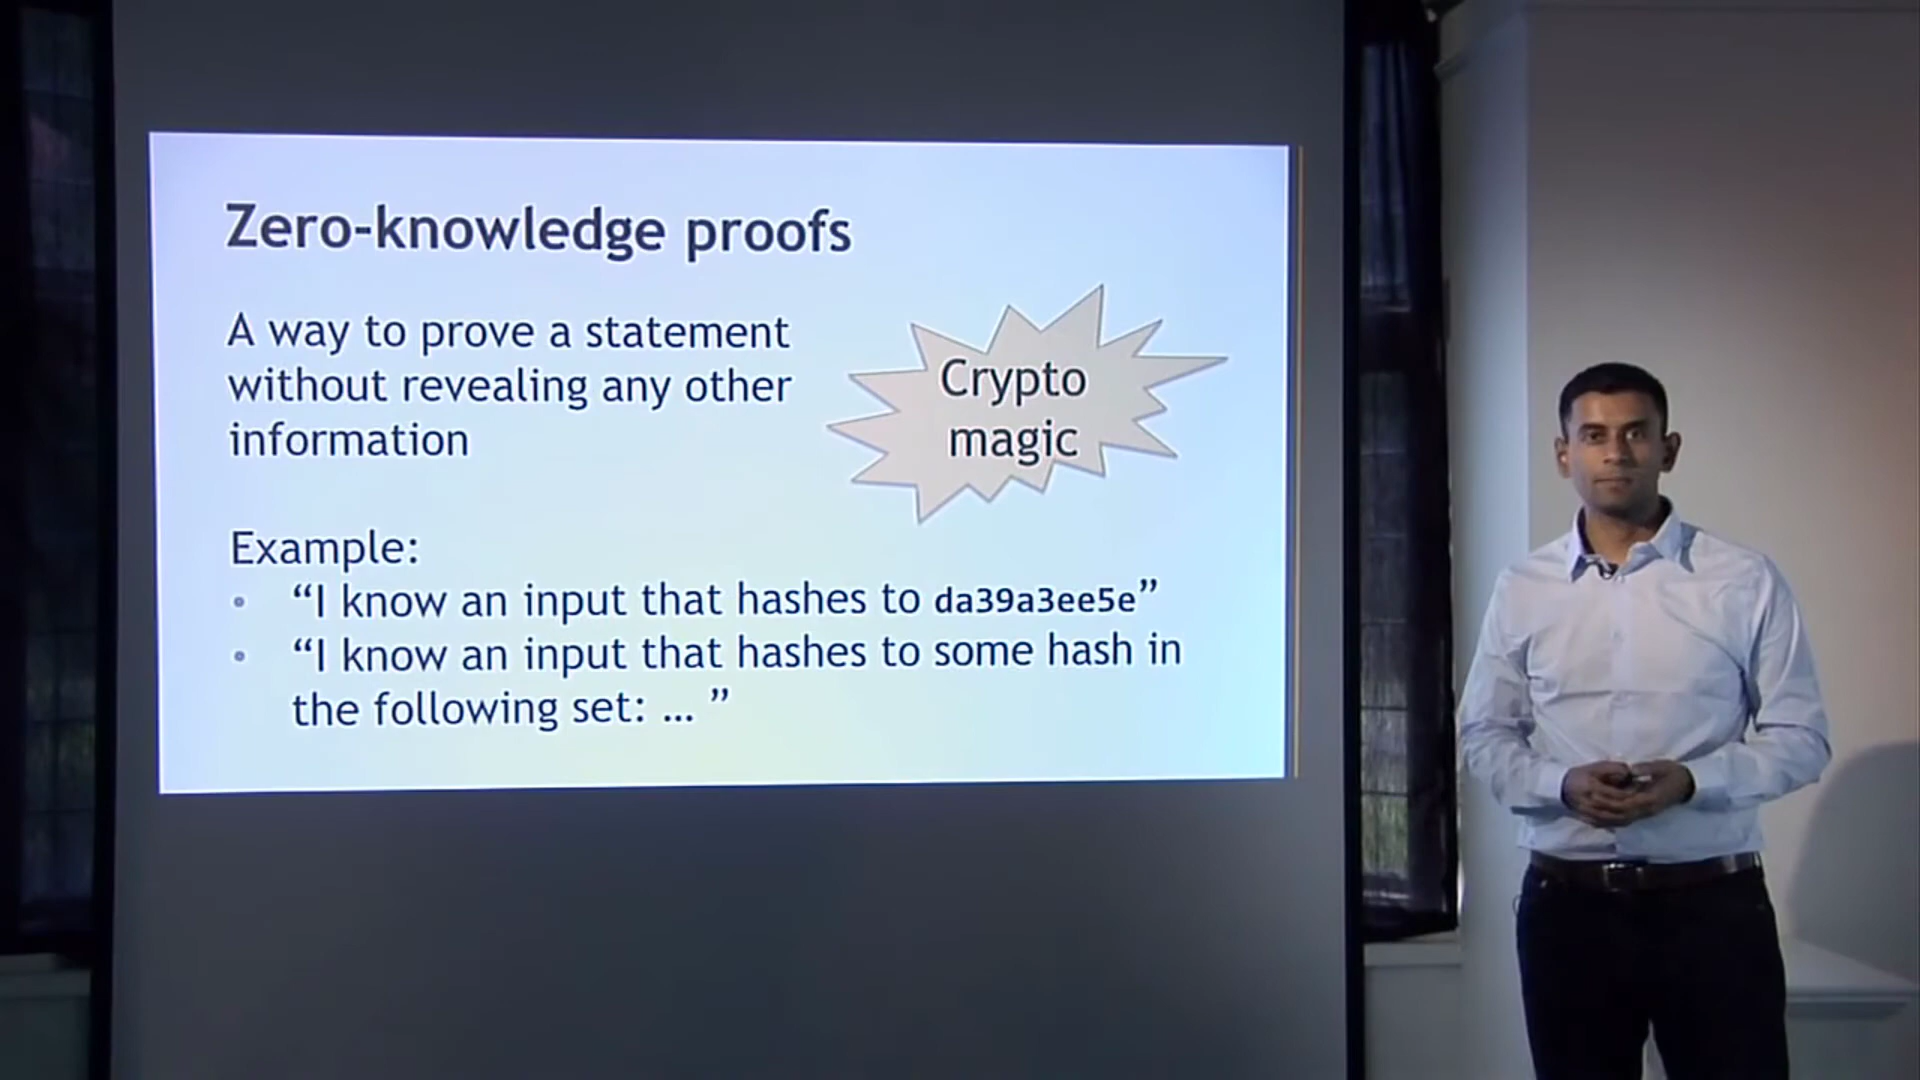 Zero-knowledge proofs
A way to prove a statement
without revealing any other
information
Crypto
magic
Example:
• “I know an input that hashes to da39a3ee5e”
• “I know an input that hashes to some hash in
the following set: … ”